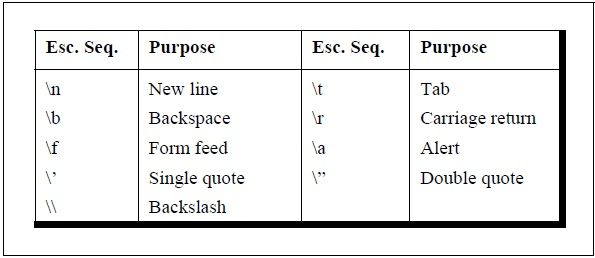 Esc. Seq. Purpose Esc. Seq. Purpose
\n New line \t Tab
\b Backspace \r Carriage return
\f Form feed \a Alert
\’ Single quote \” Double quote
\\ Backslash